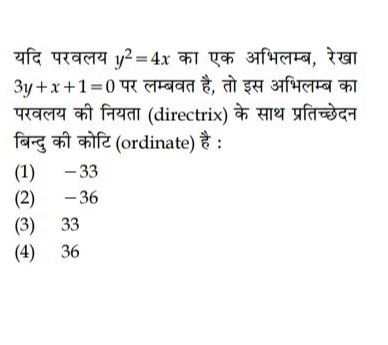 यदि परवलय y²=4x का एक अभिलम्ब, रेखा
3y+x+1=0 पर लम्बवत है, तो इस अभिलम्ब का
परवलय की नियता (directrix) के साथ प्रतिच्छेदन
बिन्दु की कोटि (ordinate) है :
(1) −33
(2) −36
(3) 33
(4) 36